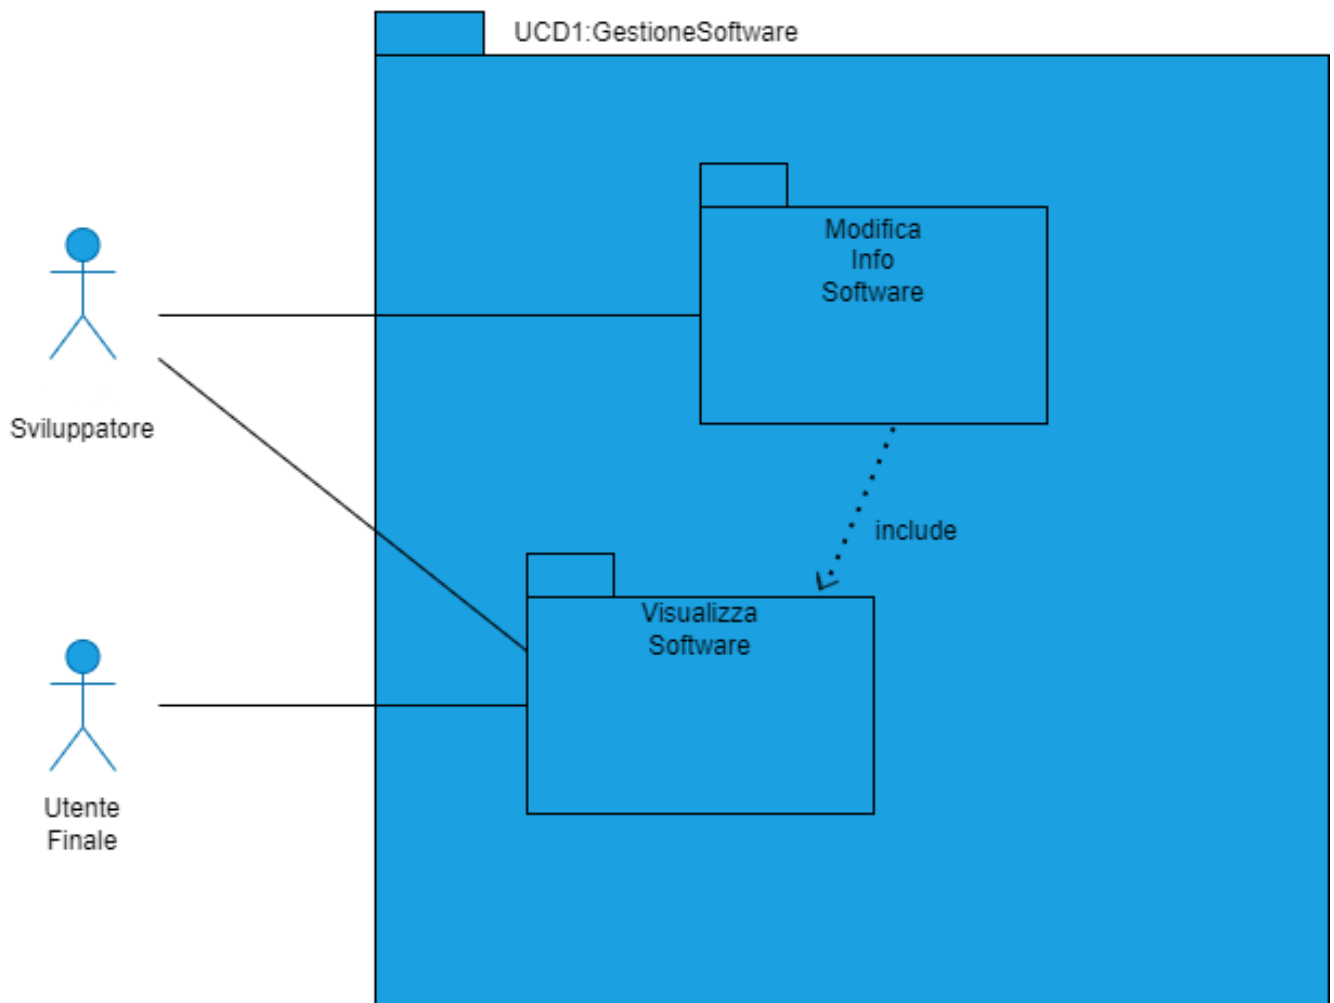 UCD1:GestioneSoftware
Modifica
Info
Software
Sviluppatore
include
Visualizza
Software
Utente
Finale